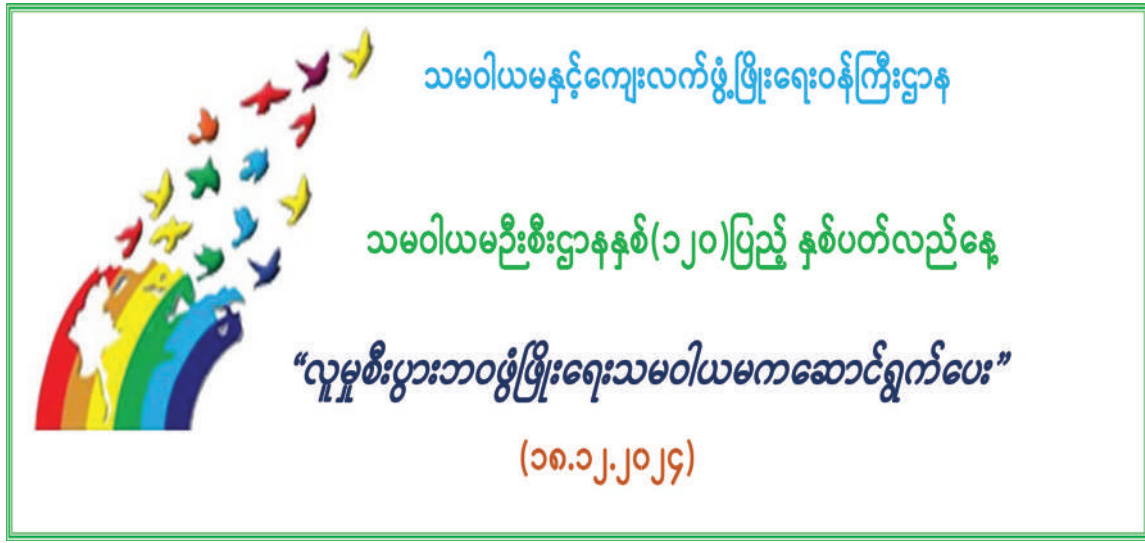 သမဝါယမနှင့်ကျေးလက်ဖွံ့ဖြိုးရေးဝန်ကြီးဌာန
သမဝါယမဦးစီးဌာနနှစ်(၁၂၀)ပြည့် နှစ်ပတ်လည်နေ့
“လူမှုစီးပွားဘဝဖွံဖြိုးရေးသမဝါယမကဆောင်ရွက်ပေး”
(၁၈.၁၂.၂၀၂၄)